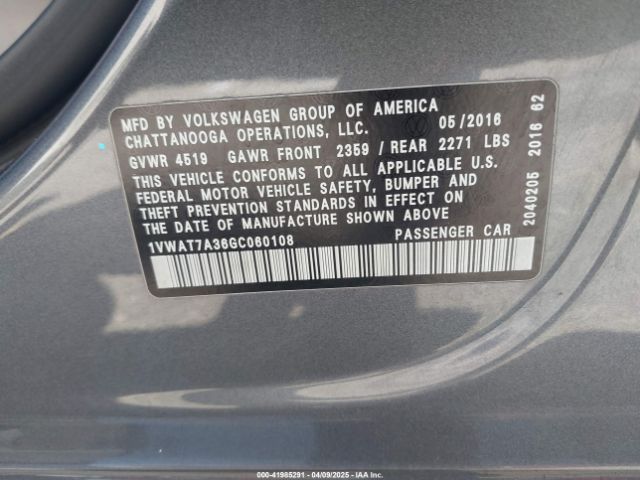 MFD BY VOLKSWAGEN GROUP OF AMERICA
CHATTANOOGA OPERATIONS, LLC. 05/2016
GVWR 4519 GAWR FRONT 2359 / REAR 2271 LBS
THIS VEHICLE CONFORMS TO ALL APPLICABLE U.S.
FEDERAL MOTOR VEHICLE SAFETY, BUMPER AND
THEFT PREVENTION STANDARDS IN EFFECT ON
THE DATE OF MANUFACTURE SHOWN ABOVE
1VWAT7A36GC060108 PASSENGER CAR
2040205 2016 62
000-41985291 - 04/09/2025 - IAAI.com